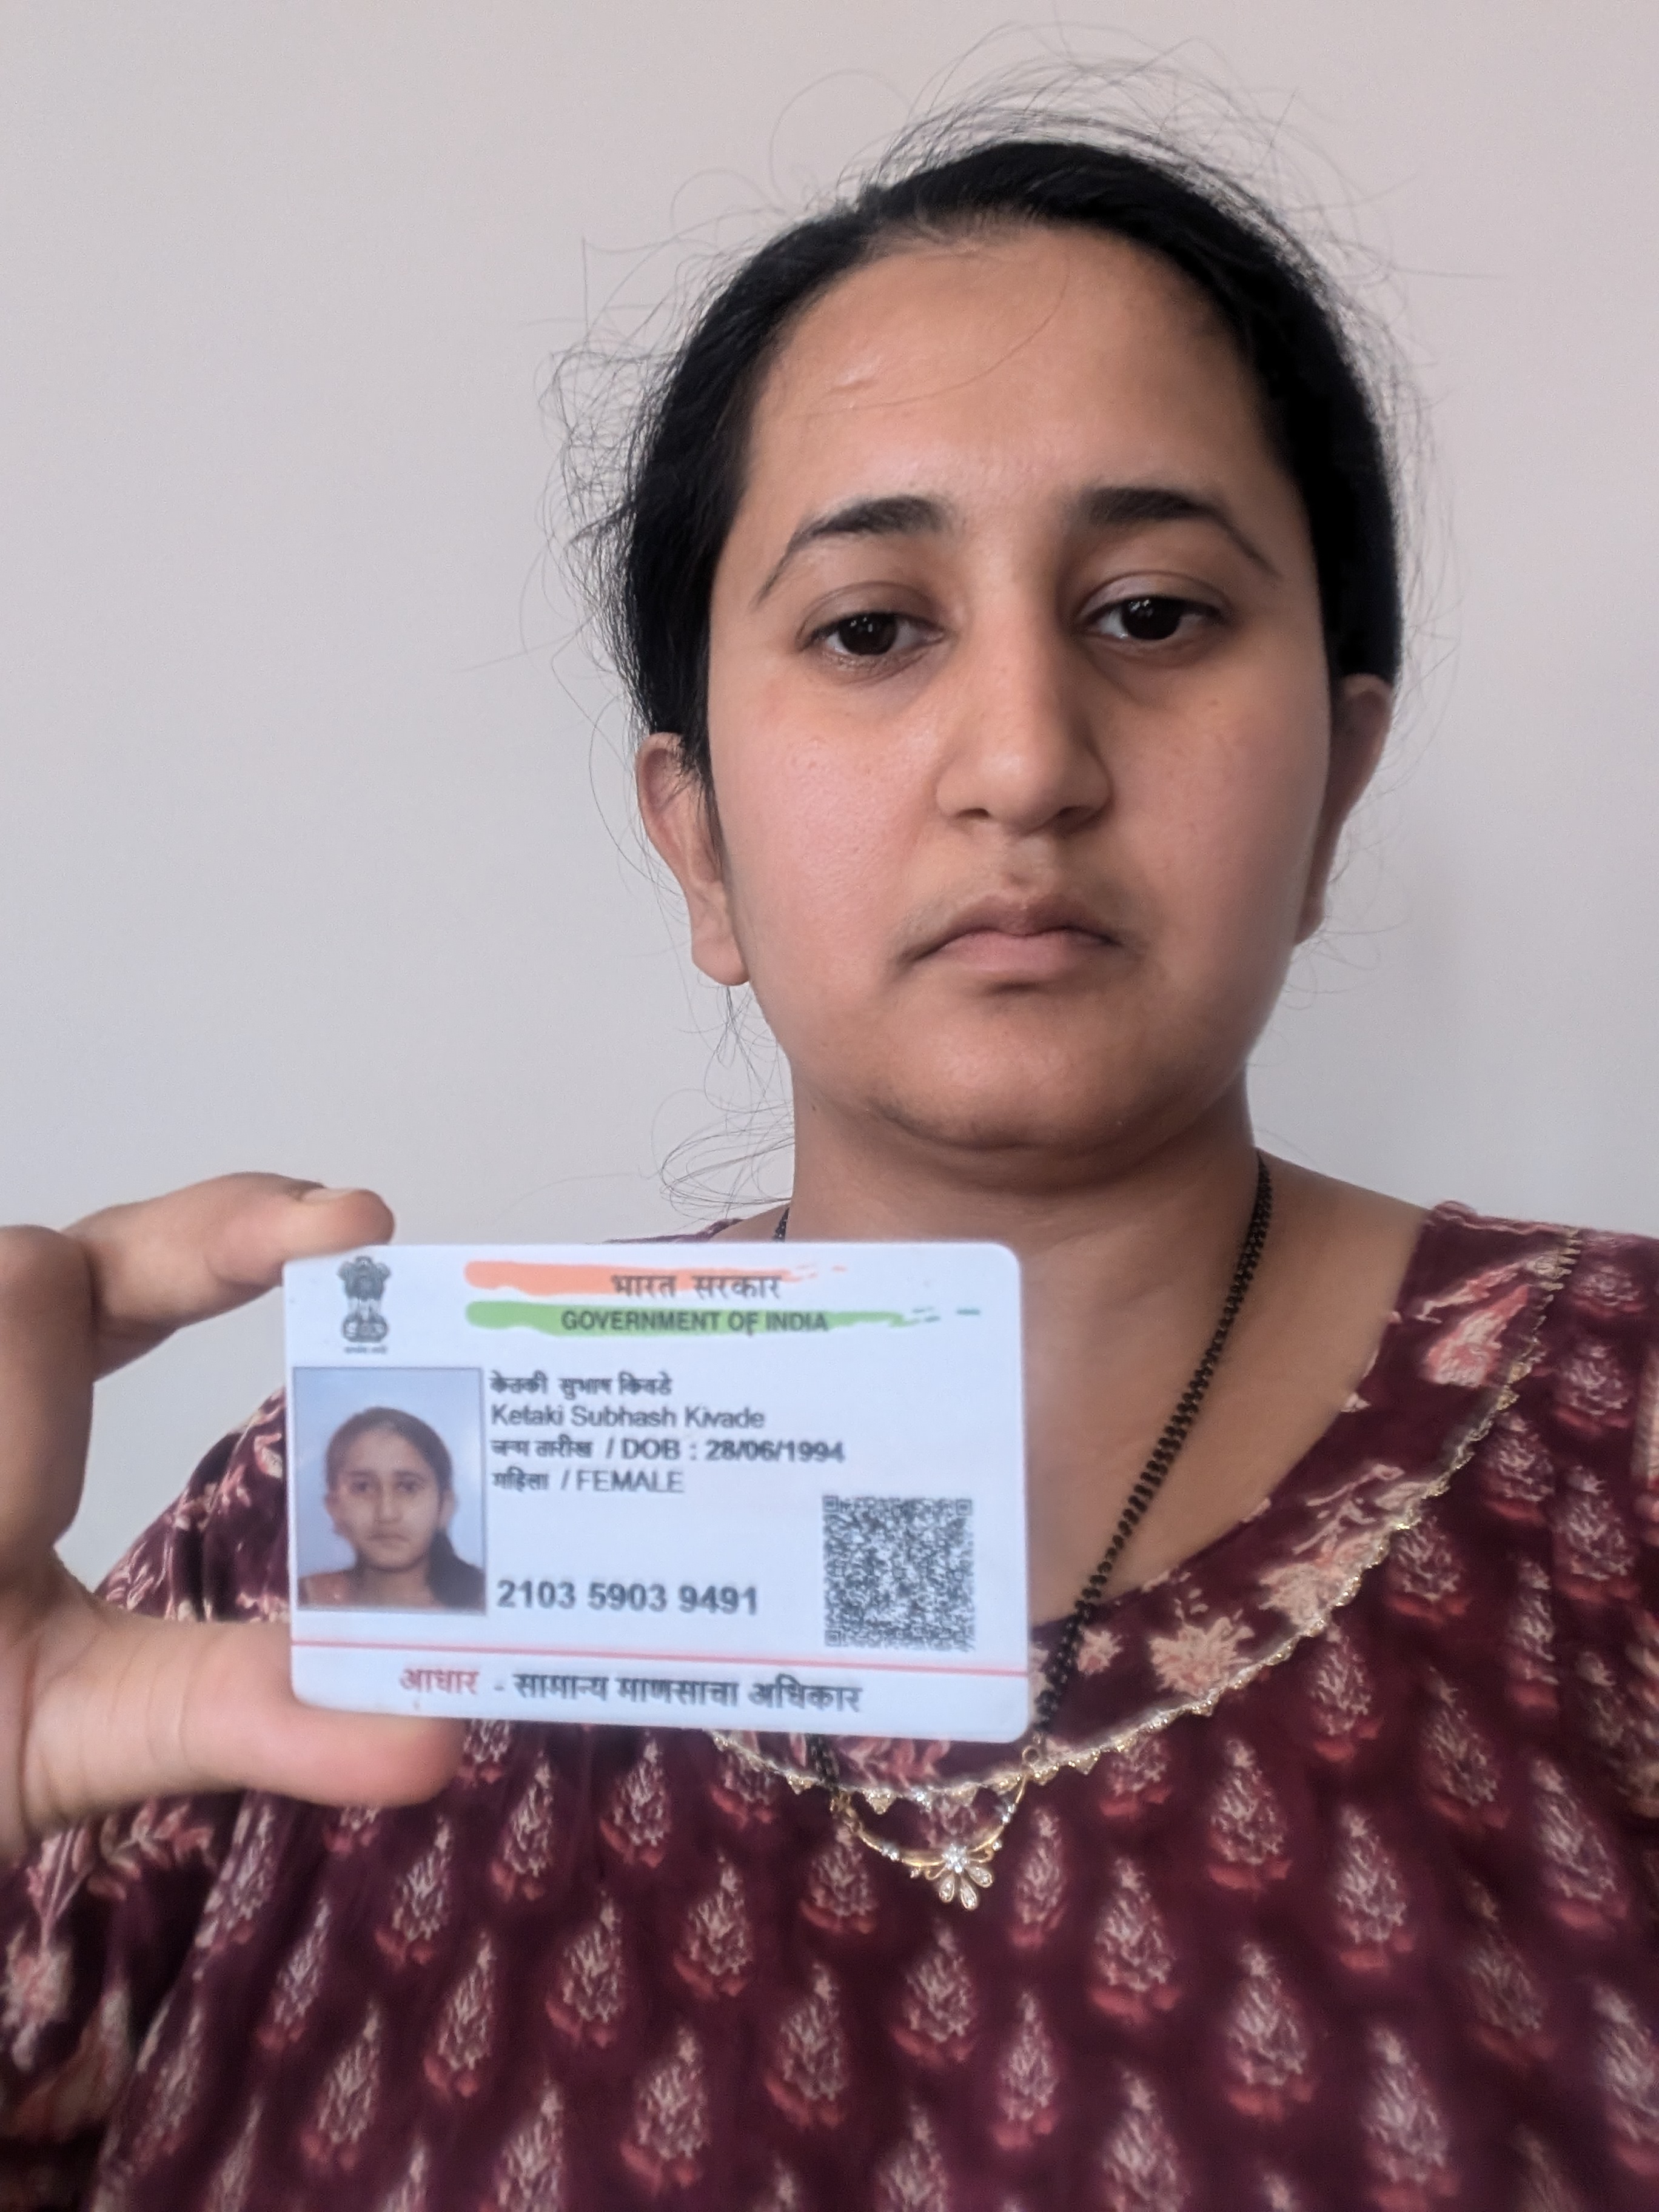 भारत सरकार
GOVERNMENT OF INDIA
केतकी सुभाष किवडे
Ketaki Subhash Kivade
जन्म तारीख / DOB : 28/06/1994
महिला / FEMALE
2103 5903 9491
आधार - सामान्य माणसाचा अधिकार